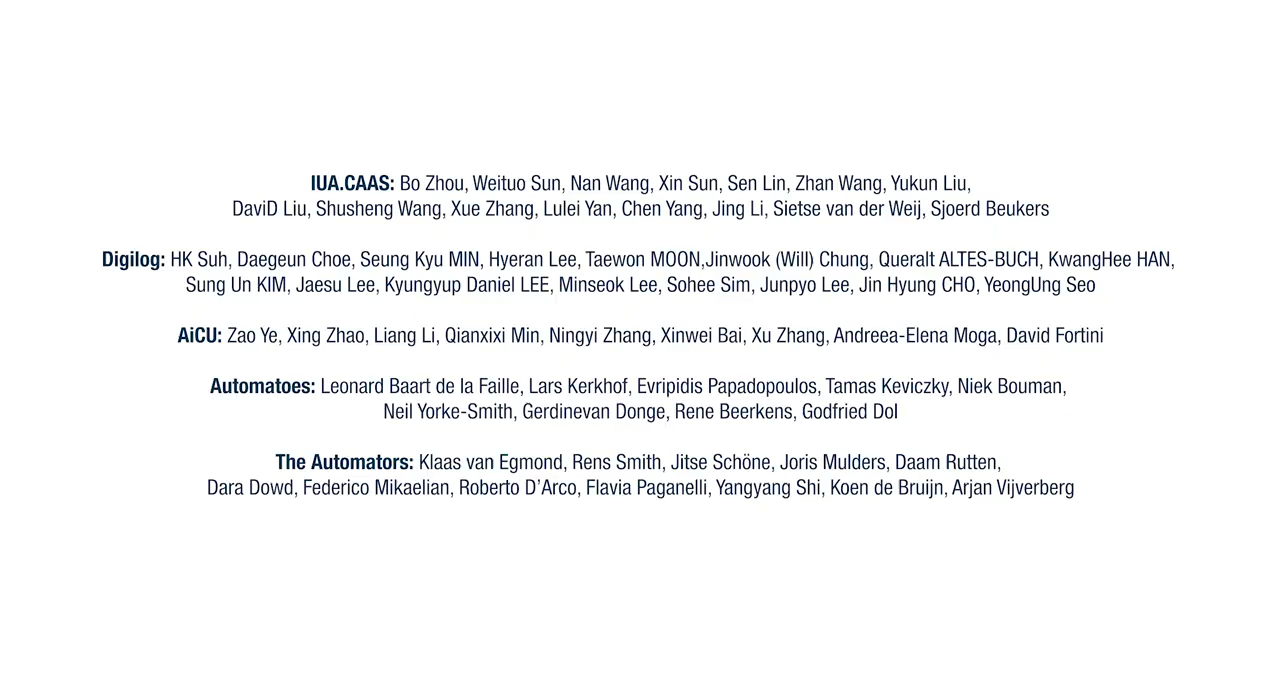 IUA.CAAS: Bo Zhou, Weituo Sun, Nan Wang, Xin Sun, Sen Lin, Zhan Wang, Yukun Liu,
DaviD Liu, Shusheng Wang, Xue Zhang, Lulei Yan, Chen Yang, Jing Li, Sietse van der Weij, Sjoerd Beukers
Digilog: HK Suh, Daegeun Choe, Seung Kyu MIN, Hyeran Lee, Taewon MOON,Jinwook (Will) Chung, Queralt ALTES-BUCH, KwangHee HAN,
Sung Un KIM, Jaesu Lee, Kyungyup Daniel LEE, Minseok Lee, Sohee Sim, Junpyo Lee, Jin Hyung CHO, YeongUng Seo
AiCU: Zao Ye, Xing Zhao, Liang Li, Qianxixi Min, Ningyi Zhang, Xinwei Bai, Xu Zhang, Andreea-Elena Moga, David Fortini
Automatoes: Leonard Baart de la Faille, Lars Kerkhof, Evripidis Papadopoulos, Tamas Keviczky, Niek Bouman,
Neil Yorke-Smith, Gerdinevan Donge, Rene Beerkens, Godfried Dol
The Automators: Klaas van Egmond, Rens Smith, Jitse Schöne, Joris Mulders, Daam Rutten,
Dara Dowd, Federico Mikaelian, Roberto D’Arco, Flavia Paganelli, Yangyang Shi, Koen de Bruijn, Arjan Vijverberg